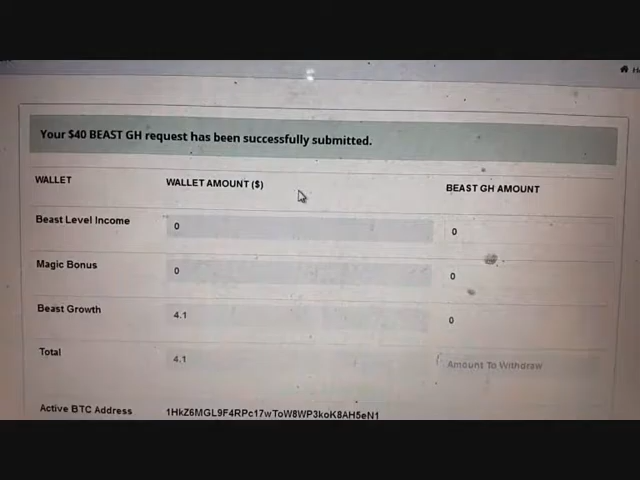 Your $40 BEAST GH request has been successfully submitted.
WALLET WALLET AMOUNT ($) BEAST GH AMOUNT
Beast Level Income 0 0
Magic Bonus 0 0
Beast Growth 4.1 0
Total 4.1 Amount To Withdraw
Active BTC Address 1HkZ6MGL9F4RPc17wToW8WP3koK8AH5eN1